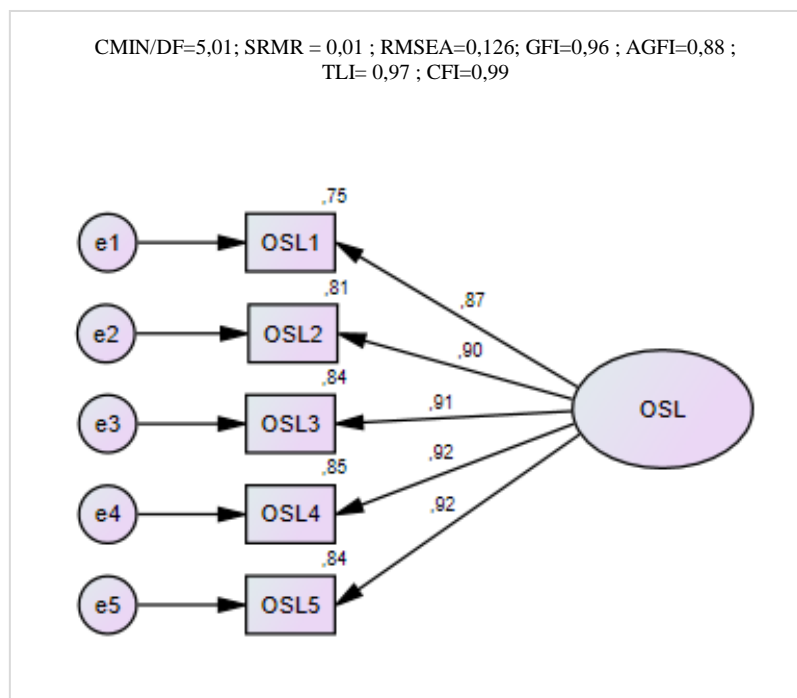 CMIN/DF=5,01; SRMR = 0,01 ; RMSEA=0,126; GFI=0,96 ; AGFI=0,88 ;
TLI= 0,97 ; CFI=0,99
,75
e1
OSL1
,87
,81
e2
OSL2
,90
,84
e3
OSL3
,91
OSL
,85
e4
OSL4
,92
,84
e5
OSL5
,92